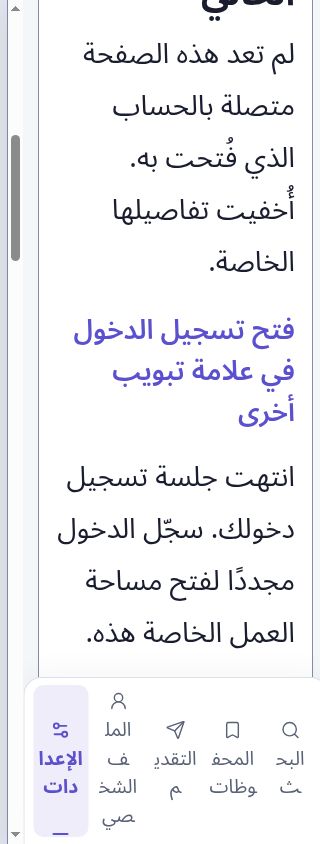 الحالي
لم تعد هذه الصفحة
متصلة بالحساب
الذي فُتحت به.
أُخفيت تفاصيلها
الخاصة.
فتح تسجيل الدخول
في علامة تبويب
أخرى
انتهت جلسة تسجيل
دخولك. سجّل الدخول
مجددًا لفتح مساحة
العمل الخاصة هذه.
البح
ث
المحف
وظات
التقدي
م
المل
ف
الشخ
صي
الإعدا
دات